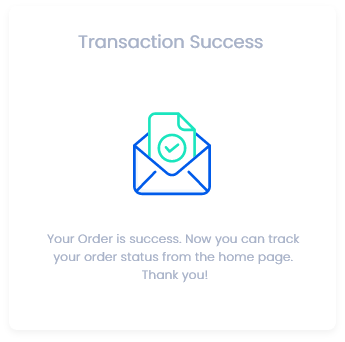 Transaction Success
Your Order is success. Now you can track
your order status from the home page.
Thank you!